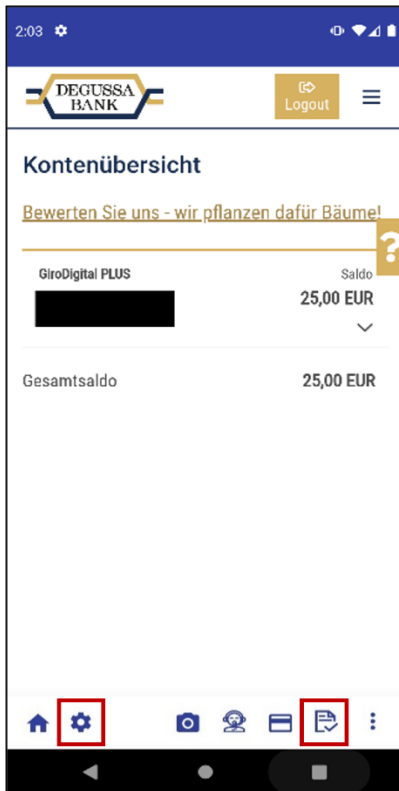 2:03
DEGUSSA
BANK
Logout
Kontenübersicht
Bewerten Sie uns - wir pflanzen dafür Bäume!
?
GiroDigital PLUS
Saldo
25,00 EUR
Gesamtsaldo
25,00 EUR